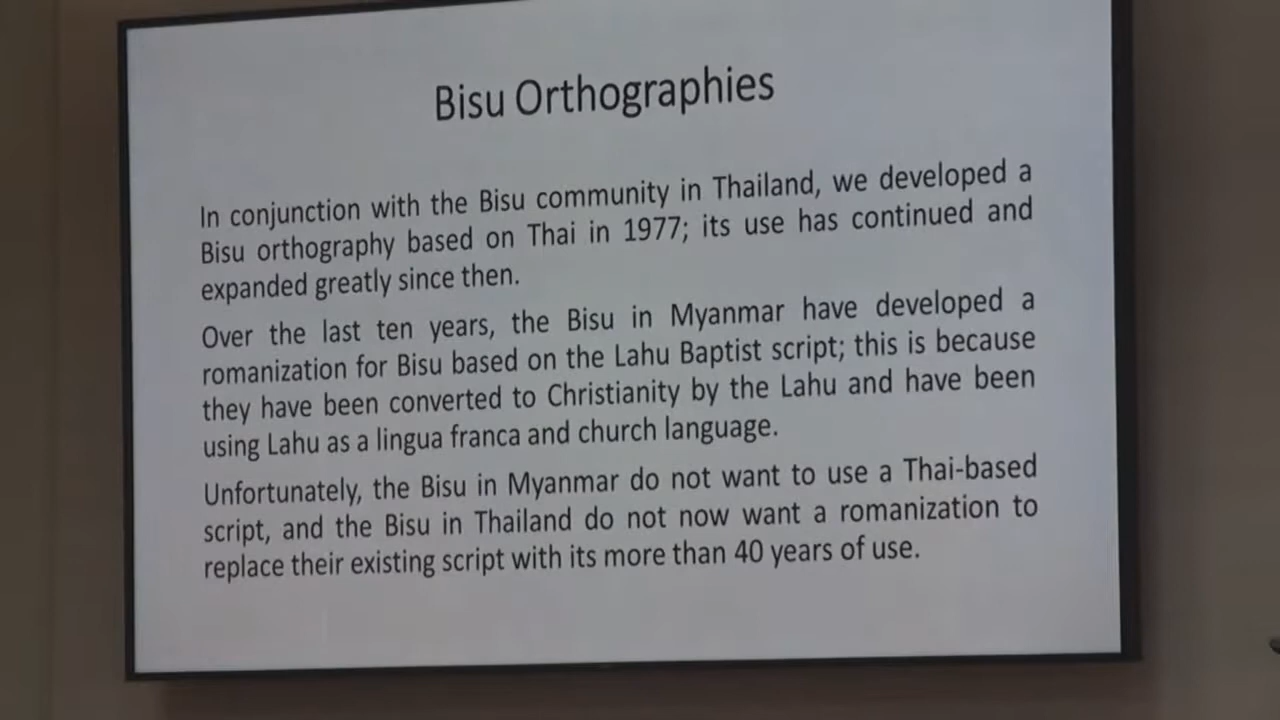 Bisu Orthographies
In conjunction with the Bisu community in Thailand, we developed a
Bisu orthography based on Thai in 1977; its use has continued and
expanded greatly since then.
Over the last ten years, the Bisu in Myanmar have developed a
romanization for Bisu based on the Lahu Baptist script; this is because
they have been converted to Christianity by the Lahu and have been
using Lahu as a lingua franca and church language.
Unfortunately, the Bisu in Myanmar do not want to use a Thai-based
script, and the Bisu in Thailand do not now want a romanization to
replace their existing script with its more than 40 years of use.